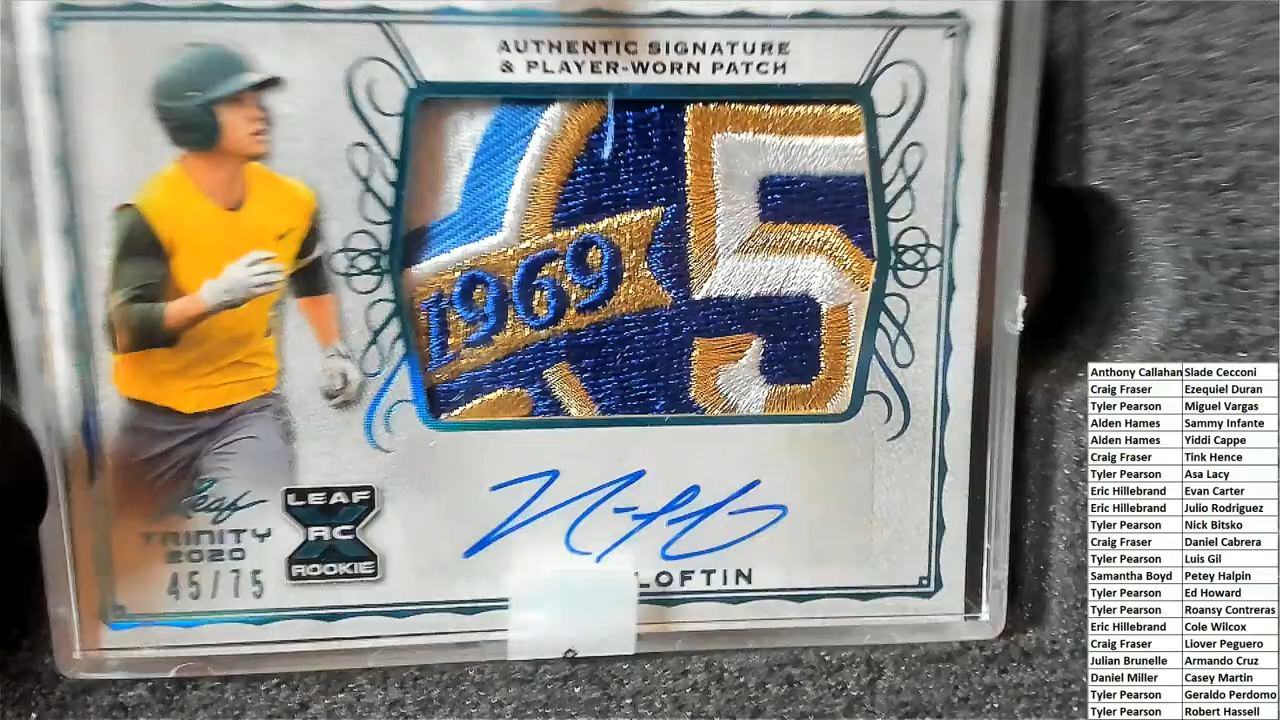 AUTHENTIC SIGNATURE
& PLAYER-WORN PATCH
1969
5
Leaf
TRINITY
2020
45/75
LEAF
X
RC
ROOKIE
LOFTIN
Anthony Callahan Slade Cecconi
Craig Fraser Ezequiel Duran
Tyler Pearson Miguel Vargas
Alden Hames Sammy Infante
Alden Hames Yiddi Cappe
Craig Fraser Tink Hence
Tyler Pearson Asa Lacy
Eric Hillebrand Evan Carter
Eric Hillebrand Julio Rodriguez
Tyler Pearson Nick Bitsko
Craig Fraser Daniel Cabrera
Tyler Pearson Luis Gil
Samantha Boyd Petey Halpin
Tyler Pearson Ed Howard
Tyler Pearson Roansy Contreras
Eric Hillebrand Cole Wilcox
Craig Fraser Liover Peguero
Julian Brunelle Armando Cruz
Daniel Miller Casey Martin
Tyler Pearson Geraldo Perdomo
Tyler Pearson Robert Hassell